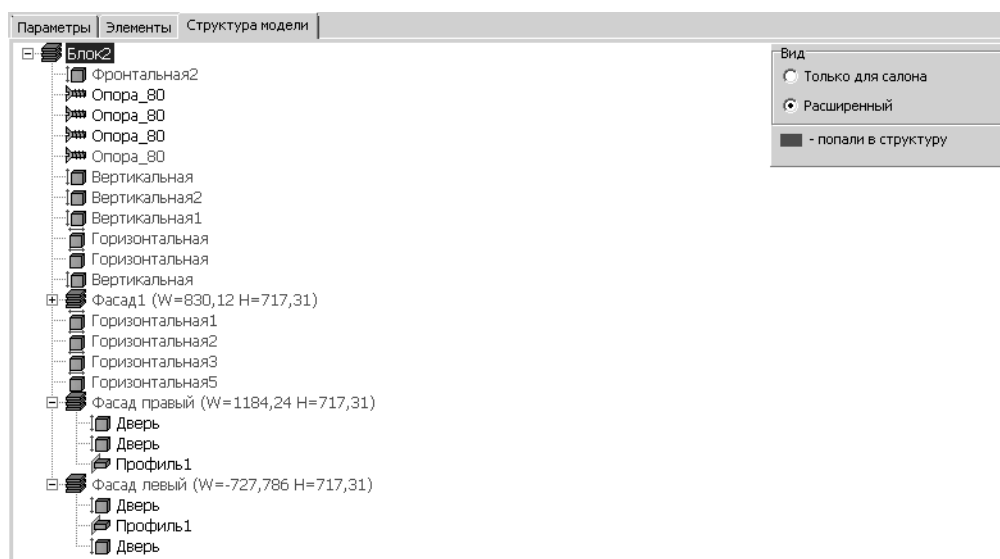 Параметры Элементы Структура модели
Блок2
Фронтальная2
Опора_80
Опора_80
Опора_80
Опора_80
Вертикальная
Вертикальная2
Вертикальная1
Горизонтальная
Горизонтальная
Вертикальная
Фасад1 (W=830,12 H=717,31)
Горизонтальная1
Горизонтальная2
Горизонтальная3
Горизонтальная5
Фасад правый (W=1184,24 H=717,31)
Дверь
Дверь
Профиль1
Фасад левый (W=-727,786 H=717,31)
Дверь
Профиль1
Дверь
Вид
Только для салона
Расширенный
- попали в структуру